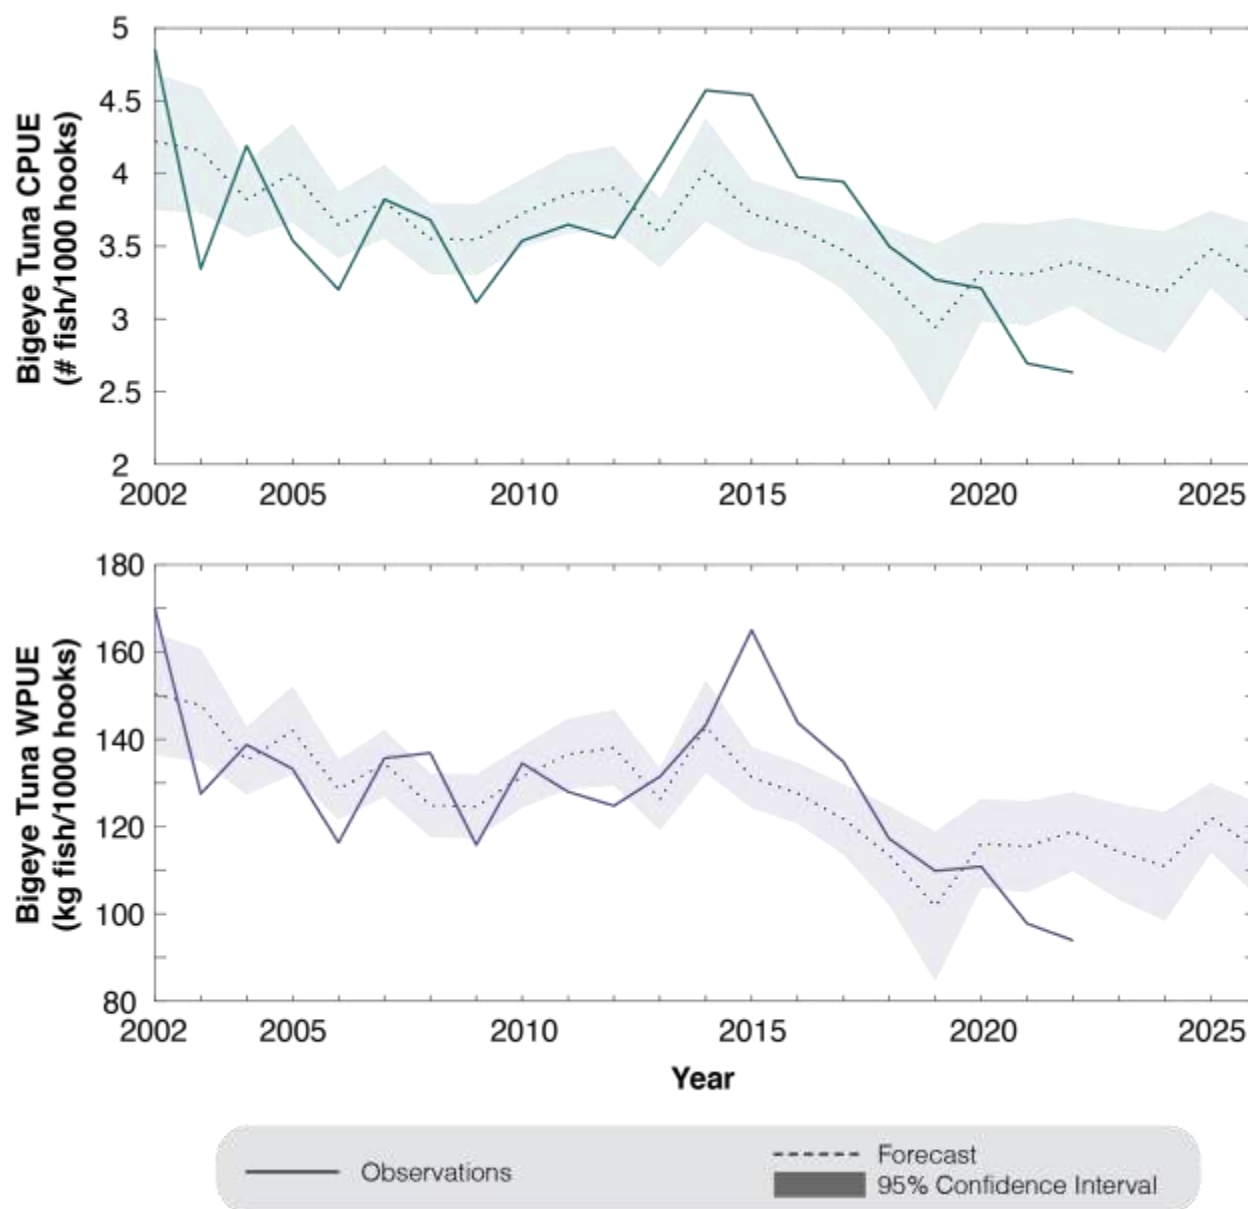 Bigeye Tuna CPUE
(# fish/1000 hooks)
5
4.5
4
3.5
3
2.5
2
2002 2005 2010 2015 2020 2025
Bigeye Tuna WPUE
(kg fish/1000 hooks)
180
160
140
120
100
80
2002 2005 2010 2015 2020 2025
Year
Observations
Forecast
95% Confidence Interval